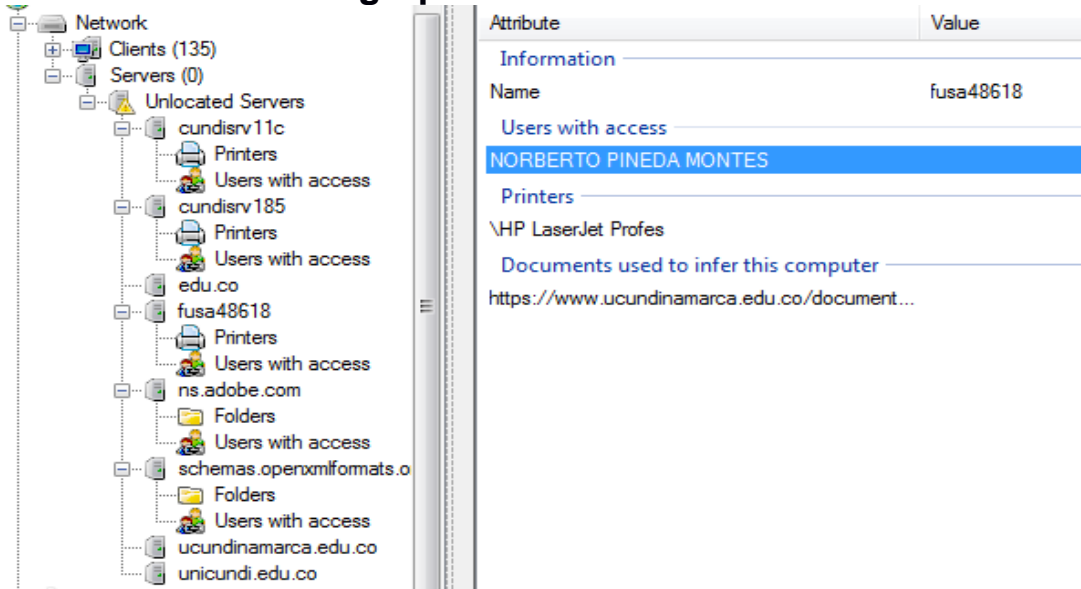 Network
Clients (135)
Servers (0)
Unlocated Servers
cundisrv11c
Printers
Users with access
cundisrv185
Printers
Users with access
edu.co
fusa48618
Printers
Users with access
ns.adobe.com
Folders
Users with access
schemas.openxmlformats.o
Folders
Users with access
ucundinamarca.edu.co
unicundi.edu.co
Attribute Value
Information
Name fusa48618
Users with access
NORBERTO PINEDA MONTES
Printers
\HP LaserJet Profes
Documents used to infer this computer
https://www.ucundinamarca.edu.co/document...